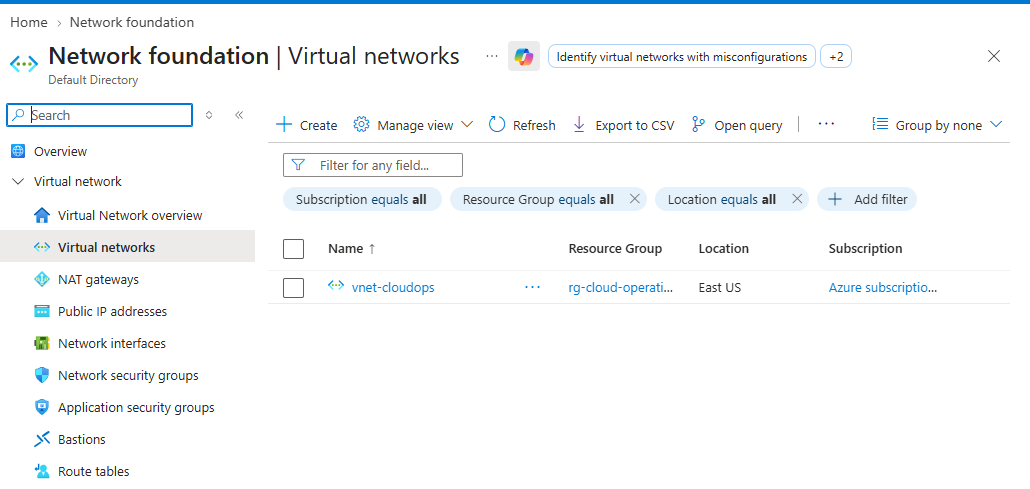 Home > Network foundation
Network foundation | Virtual networks ... Identify virtual networks with misconfigurations +2
Default Directory
Search
Overview
Virtual network
Virtual Network overview
Virtual networks
NAT gateways
Public IP addresses
Network interfaces
Network security groups
Application security groups
Bastions
Route tables
+ Create Manage view Refresh Export to CSV Open query | ... Group by none
Filter for any field...
Subscription equals all Resource Group equals all × Location equals all × + Add filter
Name ↑ Resource Group Location Subscription
vnet-cloudops ... rg-cloud-operati... East US Azure subscriptio...